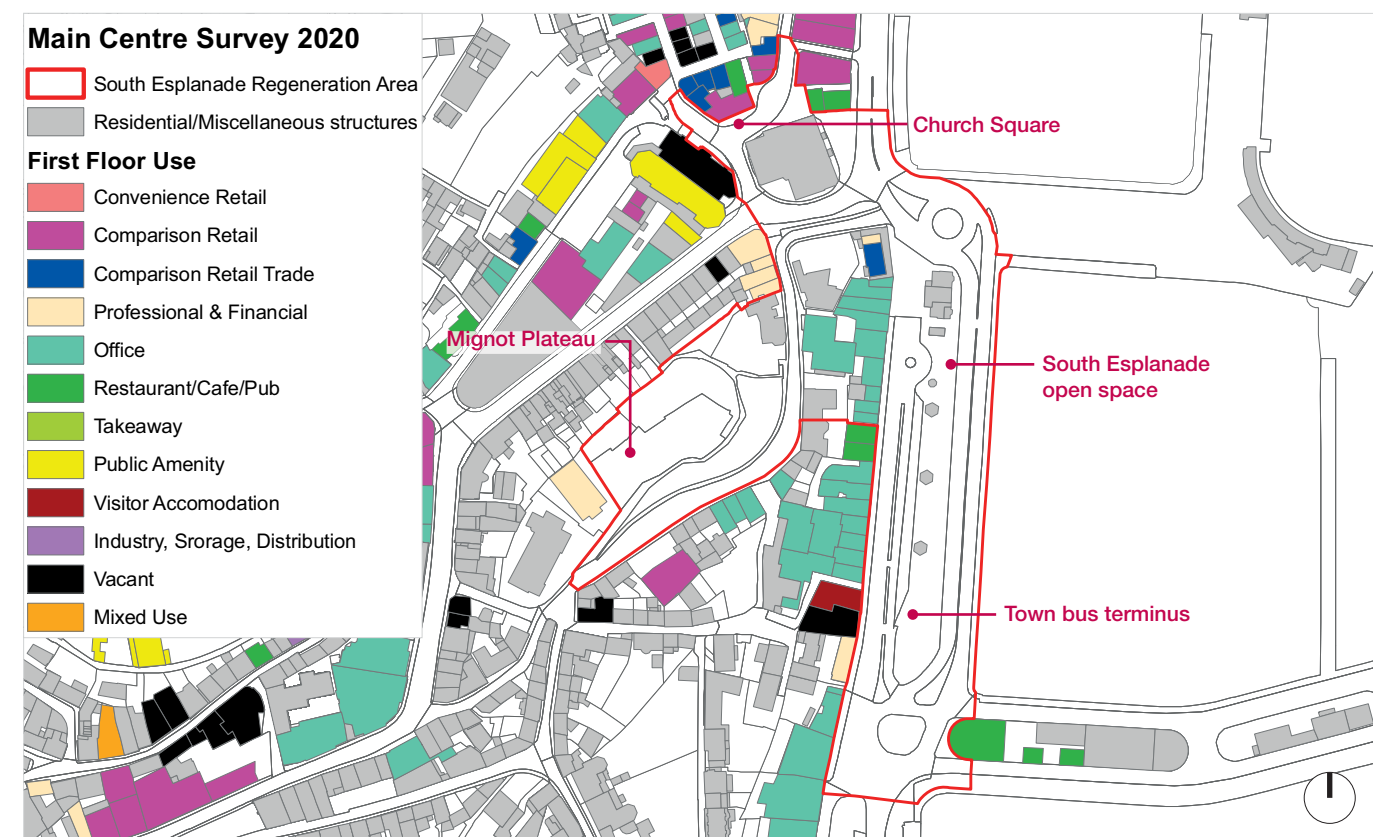 Main Centre Survey 2020
South Esplanade Regeneration Area
Residential/Miscellaneous structures
First Floor Use
Convenience Retail
Comparison Retail
Comparison Retail Trade
Professional & Financial
Office
Restaurant/Cafe/Pub
Takeaway
Public Amenity
Visitor Accomodation
Industry, Srorage, Distribution
Vacant
Mixed Use
Church Square
Mignot Plateau
South Esplanade
open space
Town bus terminus